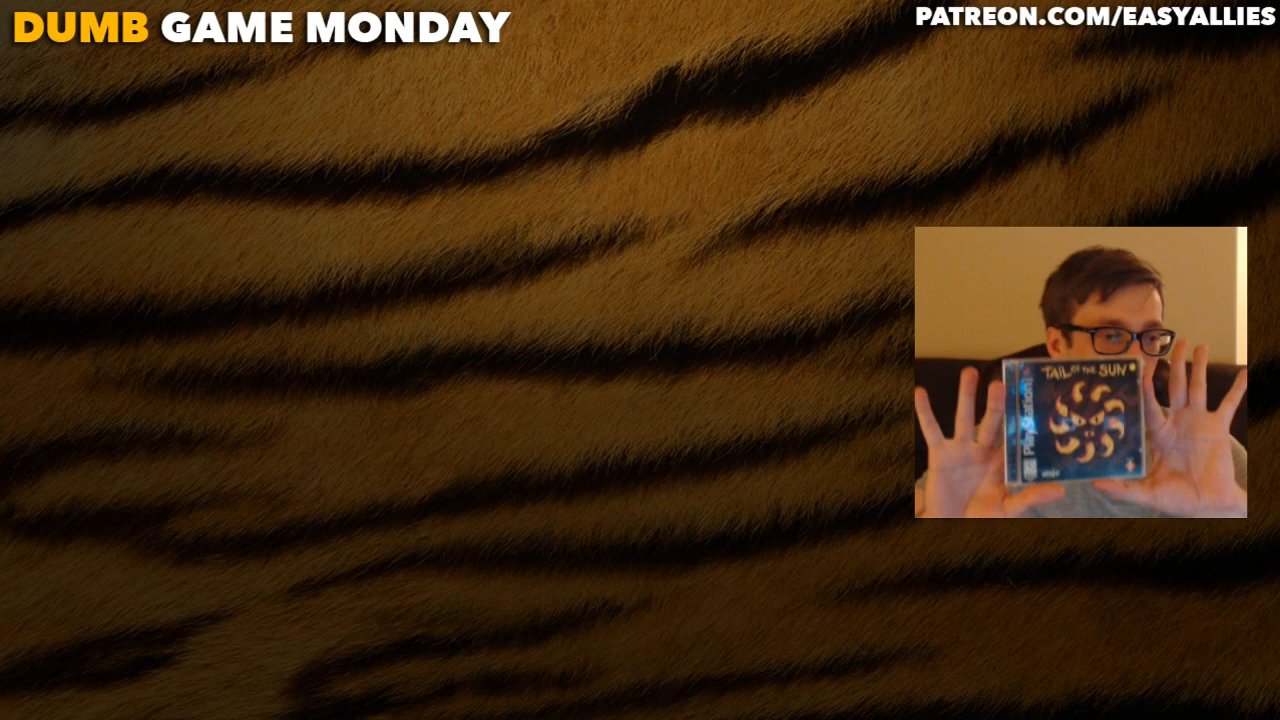 DUMB GAME MONDAY
PATREON.COM/EASYALLIES
TAIL OF THE SUN
PlayStation